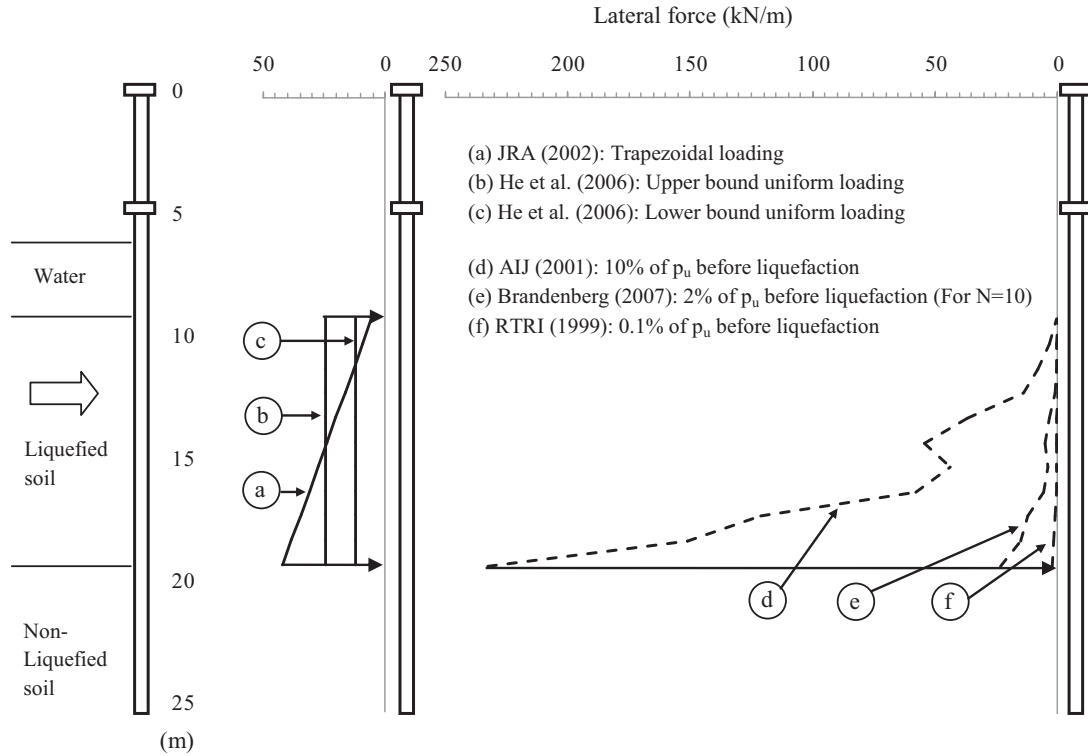 Lateral force (kN/m)
50 0 250 200 150 100 50 0
0
5
10
15
20
25
(m)
(a) JRA (2002): Trapezoidal loading
(b) He et al. (2006): Upper bound uniform loading
(c) He et al. (2006): Lower bound uniform loading
(d) AIJ (2001): 10% of pu before liquefaction
(e) Brandenberg (2007): 2% of pu before liquefaction (For N=10)
(f) RTRI (1999): 0.1% of pu before liquefaction
Water
Liquefied
soil
Non-
Liquefied
soil
c
b
a
d
e
f